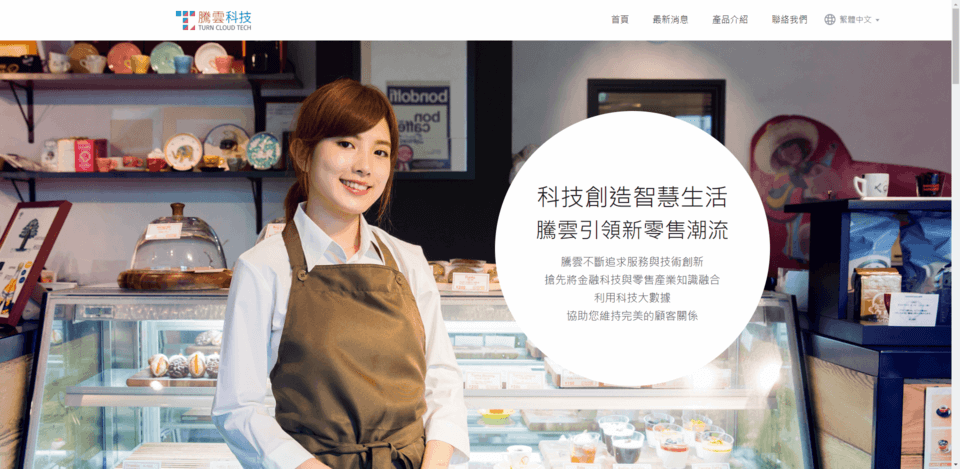 騰雲科技
TURN CLOUD TECH
首頁
最新消息
產品介紹
聯絡我們
繁體中文
bondolfi
bon
caffè
科技創造智慧生活
騰雲引領新零售潮流
騰雲不斷追求服務與技術創新
搶先將金融科技與零售產業知識融合
利用科技大數據
協助您維持完美的顧客關係